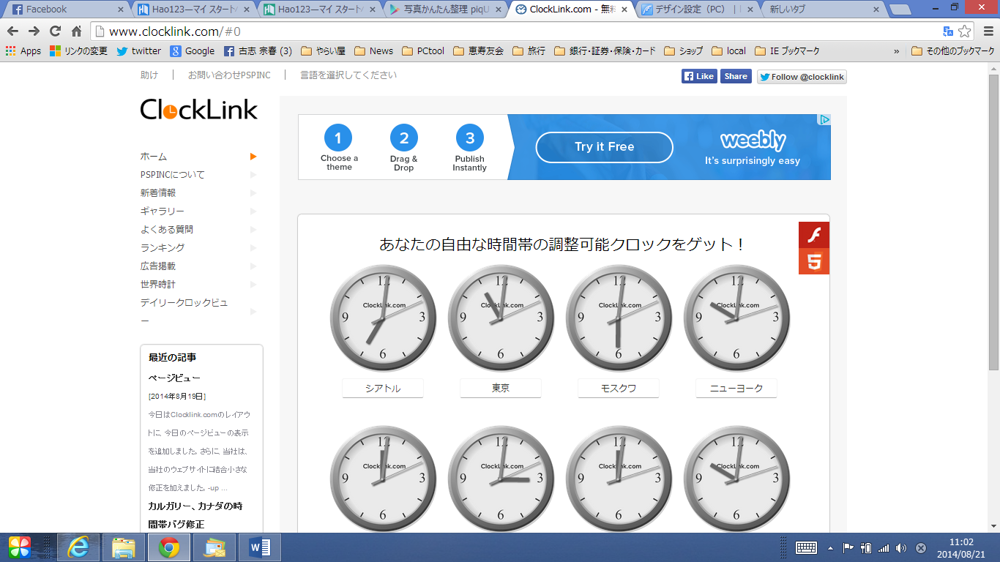 Facebook
Hao123—マイ スタート
Hao123—マイ スタート
写真かんたん整理 piqU
ClockLink.com - 無料
デザイン設定（PC）｜
新しいタブ
www.clocklink.com/#0
Apps
リンクの変更
twitter
Google
古志 宗春 (3)
やらい屋
News
PCtool
恵寿友会
旅行
銀行・証券・保険・カード
ショップ
local
IE ブックマーク
»
その他のブックマーク
助け | お問い合わせPSPINC | 言語を選択してください
Like
Share
Follow @clocklink
ClockLink
ホーム
PSPINCについて
新着情報
ギャラリー
よくある質問
ランキング
広告掲載
世界時計
デイリークロックビュ
ー
最近の記事
ページビュー
[2014年8月19日]
今日はClocklink.comのレイアウ
トに、今日のページビューの表示
を追加しました。さらに、当社は、
当社のウェブサイトに結合小さな
修正を加えました。-up ...
カルガリー、カナダの時
間帯バグ修正
1
Choose a
theme
2
Drag &
Drop
3
Publish
Instantly
Try it Free
weebly
It's surprisingly easy
あなたの自由な時間帯の調整可能クロックをゲット！
12
ClockLink.com
9 3
6
12
ClockLink.com
9 3
6
12
ClockLink.com
9 3
6
12
ClockLink.com
9 3
6
シアトル
東京
モスクワ
ニューヨーク
12
ClockLink.com
9 3
6
12
ClockLink.com
9 3
6
12
ClockLink.com
9 3
6
12
ClockLink.com
9 3
6
11:02
2014/08/21